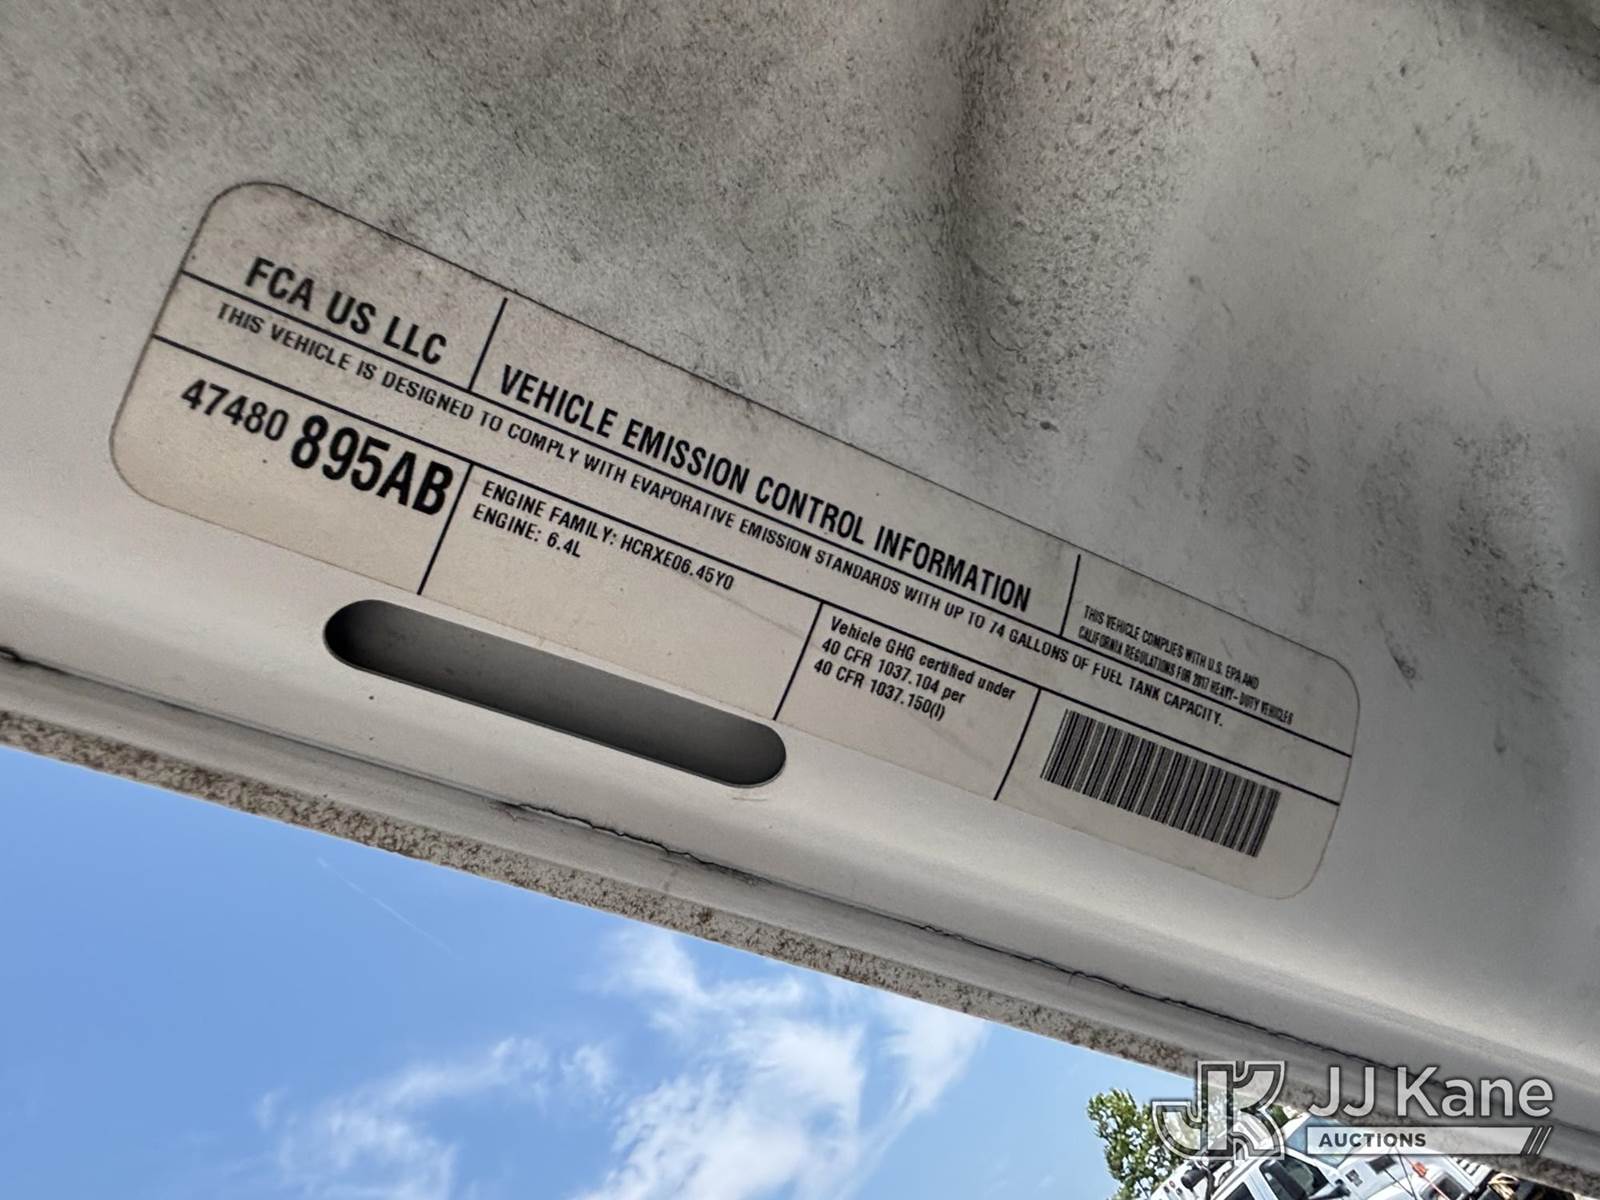 FCA US LLC
VEHICLE EMISSION CONTROL INFORMATION
THIS VEHICLE COMPLIES WITH U.S. EPA AND
CALIFORNIA REGULATIONS FOR 2017 HEAVY- DUTY VEHICLES
THIS VEHICLE IS DESIGNED TO COMPLY WITH EVAPORATIVE EMISSION STANDARDS WITH UP TO 74 GALLONS OF FUEL TANK CAPACITY.
47480 895AB
ENGINE FAMILY: HCRXE06.45Y0
ENGINE: 6.4L
Vehicle GHG certified under
40 CFR 1037.104 per
40 CFR 1037.150(l)
JK JJ Kane
AUCTIONS